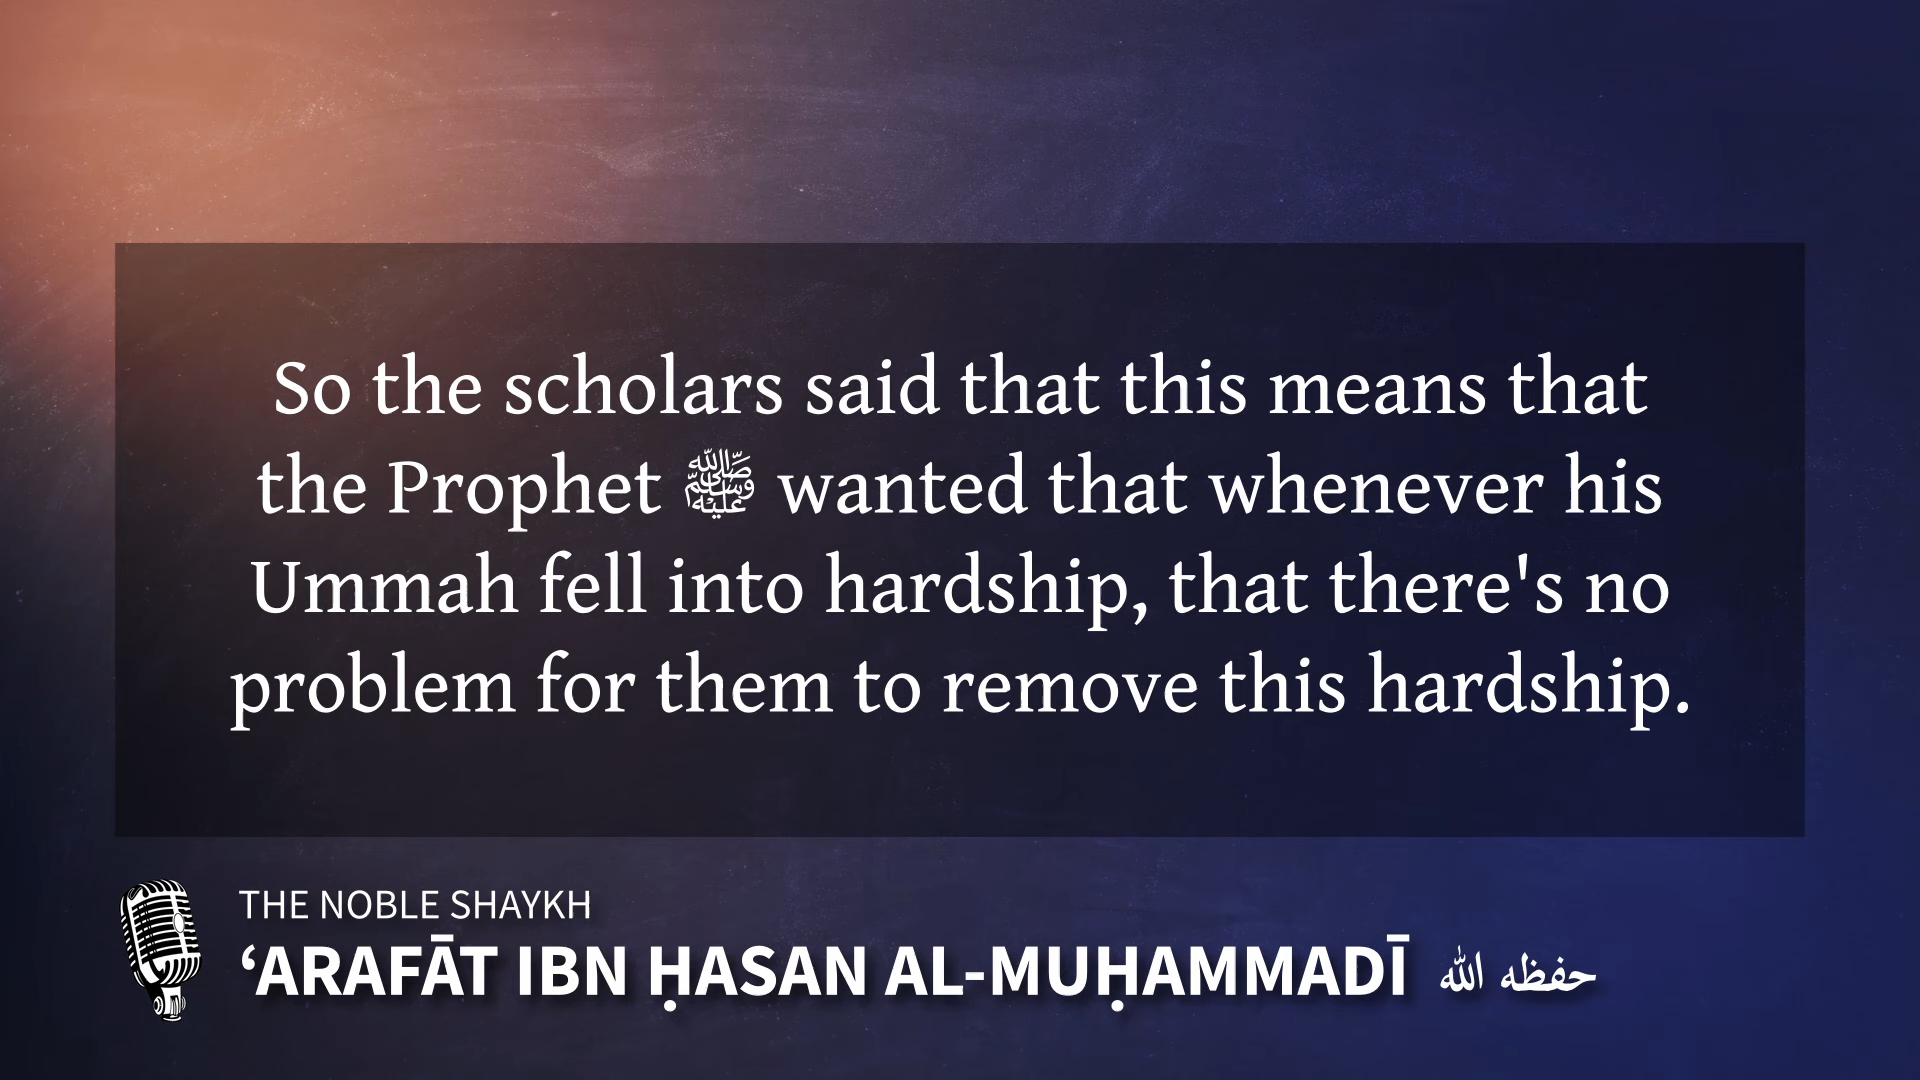 So the scholars said that this means that
the Prophet ﷺ wanted that whenever his
Ummah fell into hardship, that there's no
problem for them to remove this hardship.
THE NOBLE SHAYKH
‘ARAFĀT IBN ḤASAN AL-MUḤAMMADĪ حفظه الله